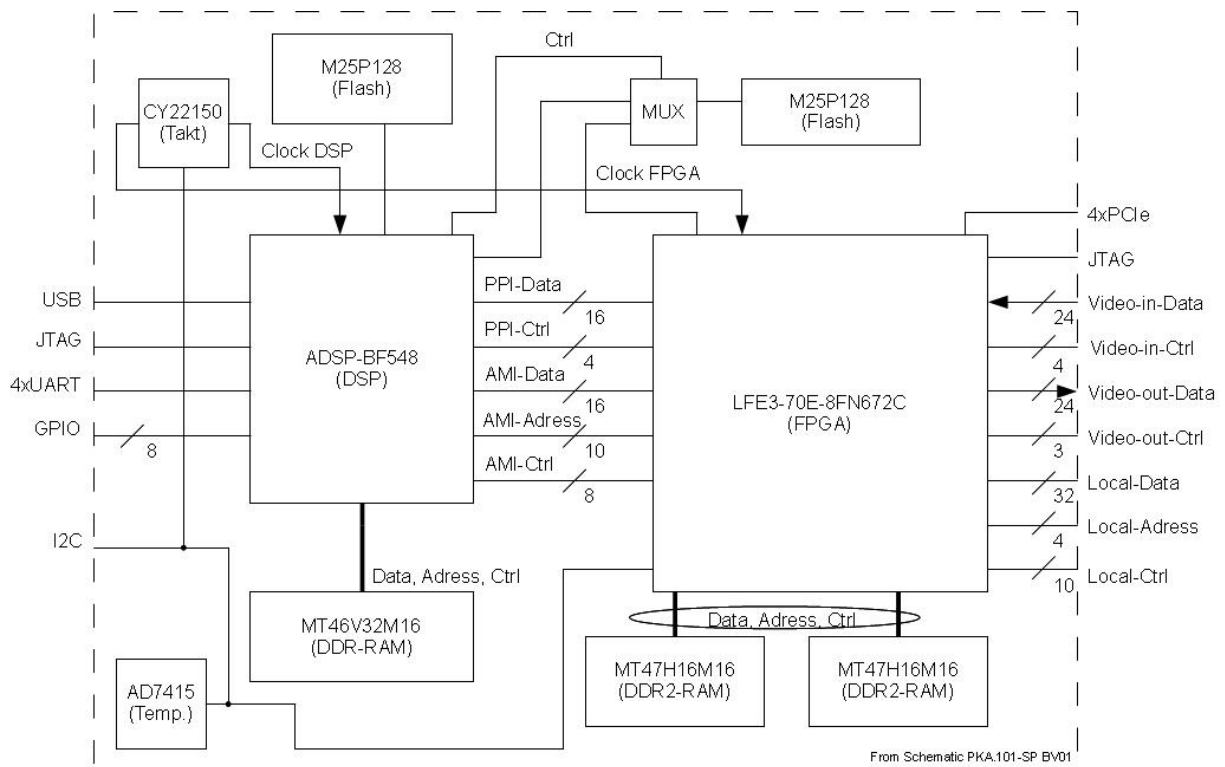 Ctrl
M25P128
(Flash)
CY22150
(Takt)
MUX
M25P128
(Flash)
Clock DSP
Clock FPGA
4xPCIe
JTAG
USB
PPI-Data
16
Video-in-Data
24
JTAG
PPI-Ctrl
4
Video-in-Ctrl
4
ADSP-BF548
(DSP)
4xUART
AMI-Data
16
LFE3-70E-8FN672C
(FPGA)
Video-out-Data
24
GPIO
8
AMI-Adress
10
Video-out-Ctrl
3
AMI-Ctrl
8
Local-Data
32
I2C
Local-Adress
4
Data, Adress, Ctrl
Local-Ctrl
10
MT46V32M16
(DDR-RAM)
Data, Adress, Ctrl
MT47H16M16
(DDR2-RAM)
MT47H16M16
(DDR2-RAM)
AD7415
(Temp.)
From Schematic PKA.101-SP BV01